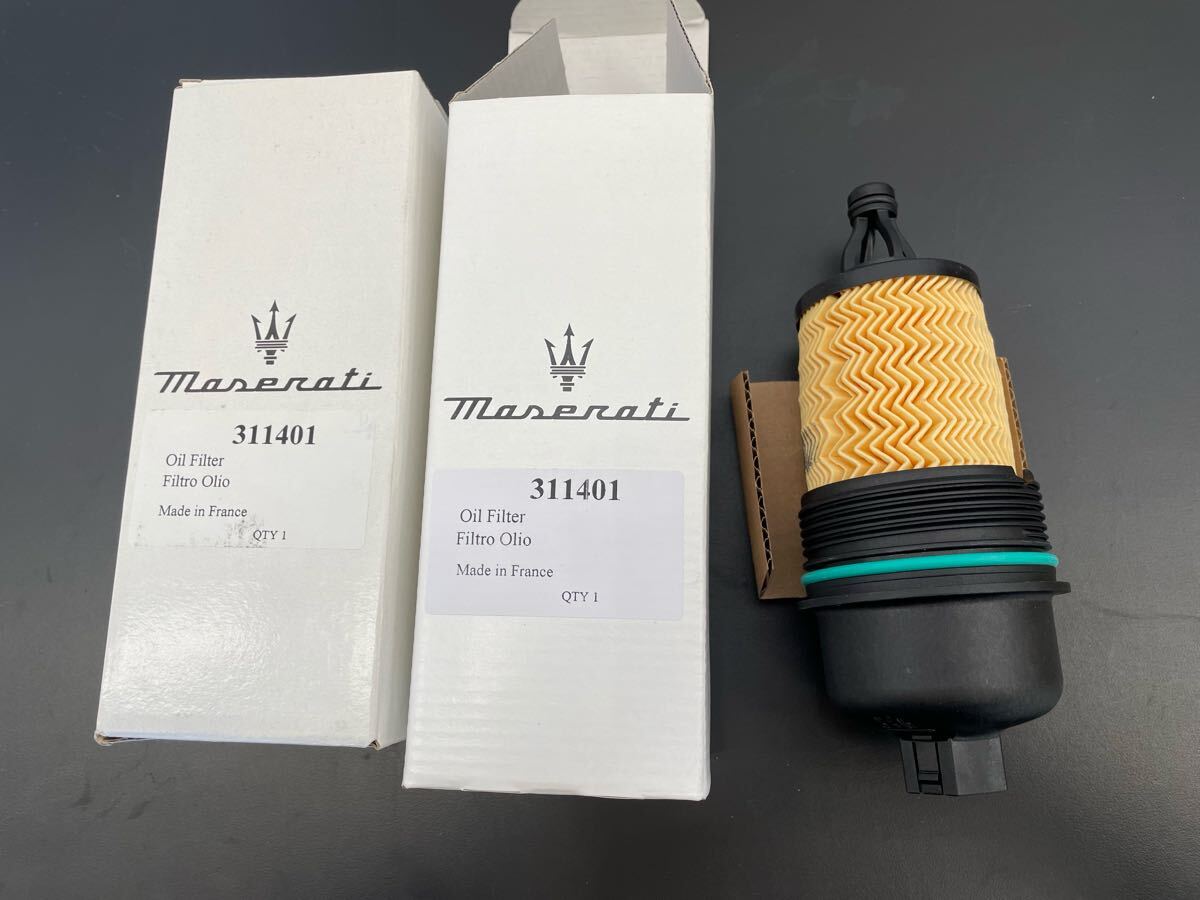 Maserati
311401
Oil Filter
Filtro Olio
Made in France
QTY 1
Maserati
311401
Oil Filter
Filtro Olio
Made in France
QTY 1